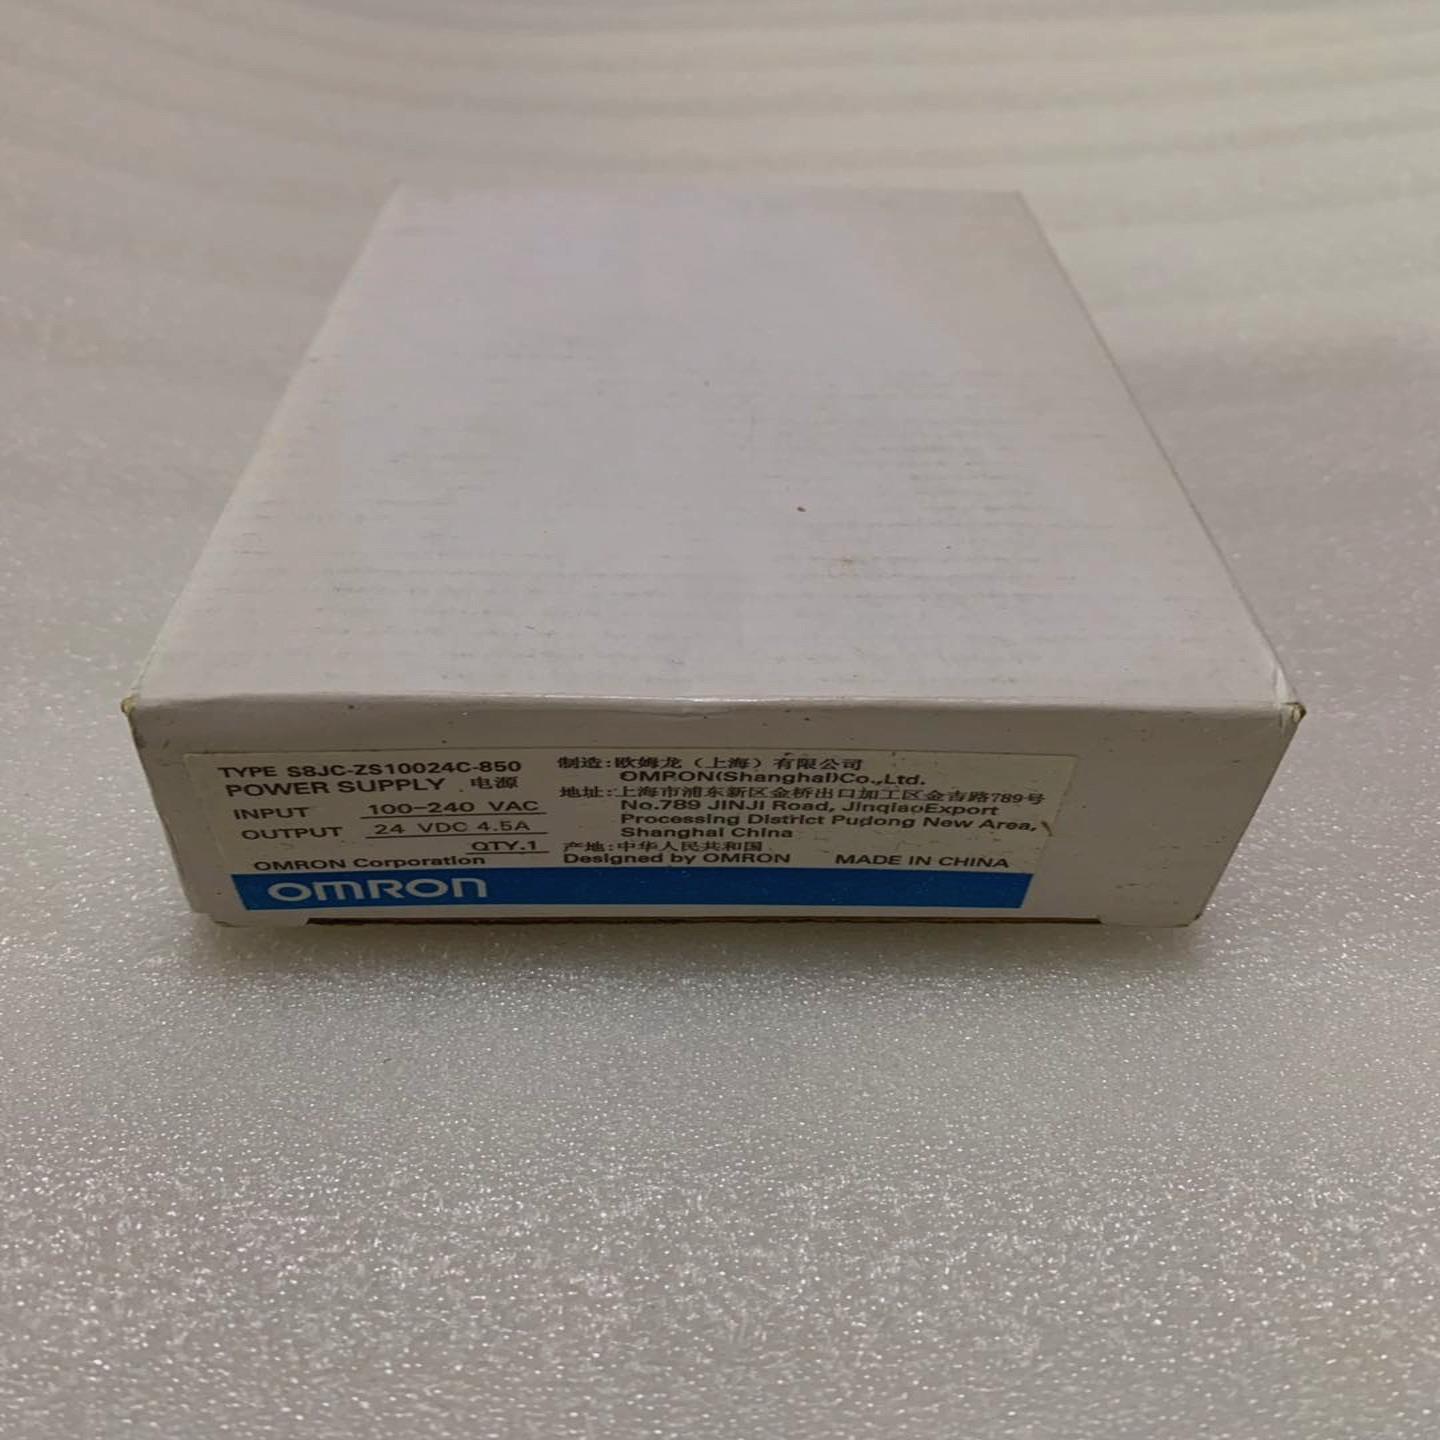 TYPE S8JC-ZS10024C-850
POWER SUPPLY 电源
INPUT 100-240 VAC
OUTPUT 24 VDC 4.5A
QTY.1
OMRON Corporation
制造:欧姆龙(上海)有限公司
OMRON(Shanghai)Co.,Ltd.
地址:上海市浦东新区金桥出口加工区金吉路789号
No.789 JINJI Road, JinqiaoExport
Processing District Pudong New Area,
Shanghai China
产地:中华人民共和国
Designed by OMRON MADE IN CHINA
OMRON